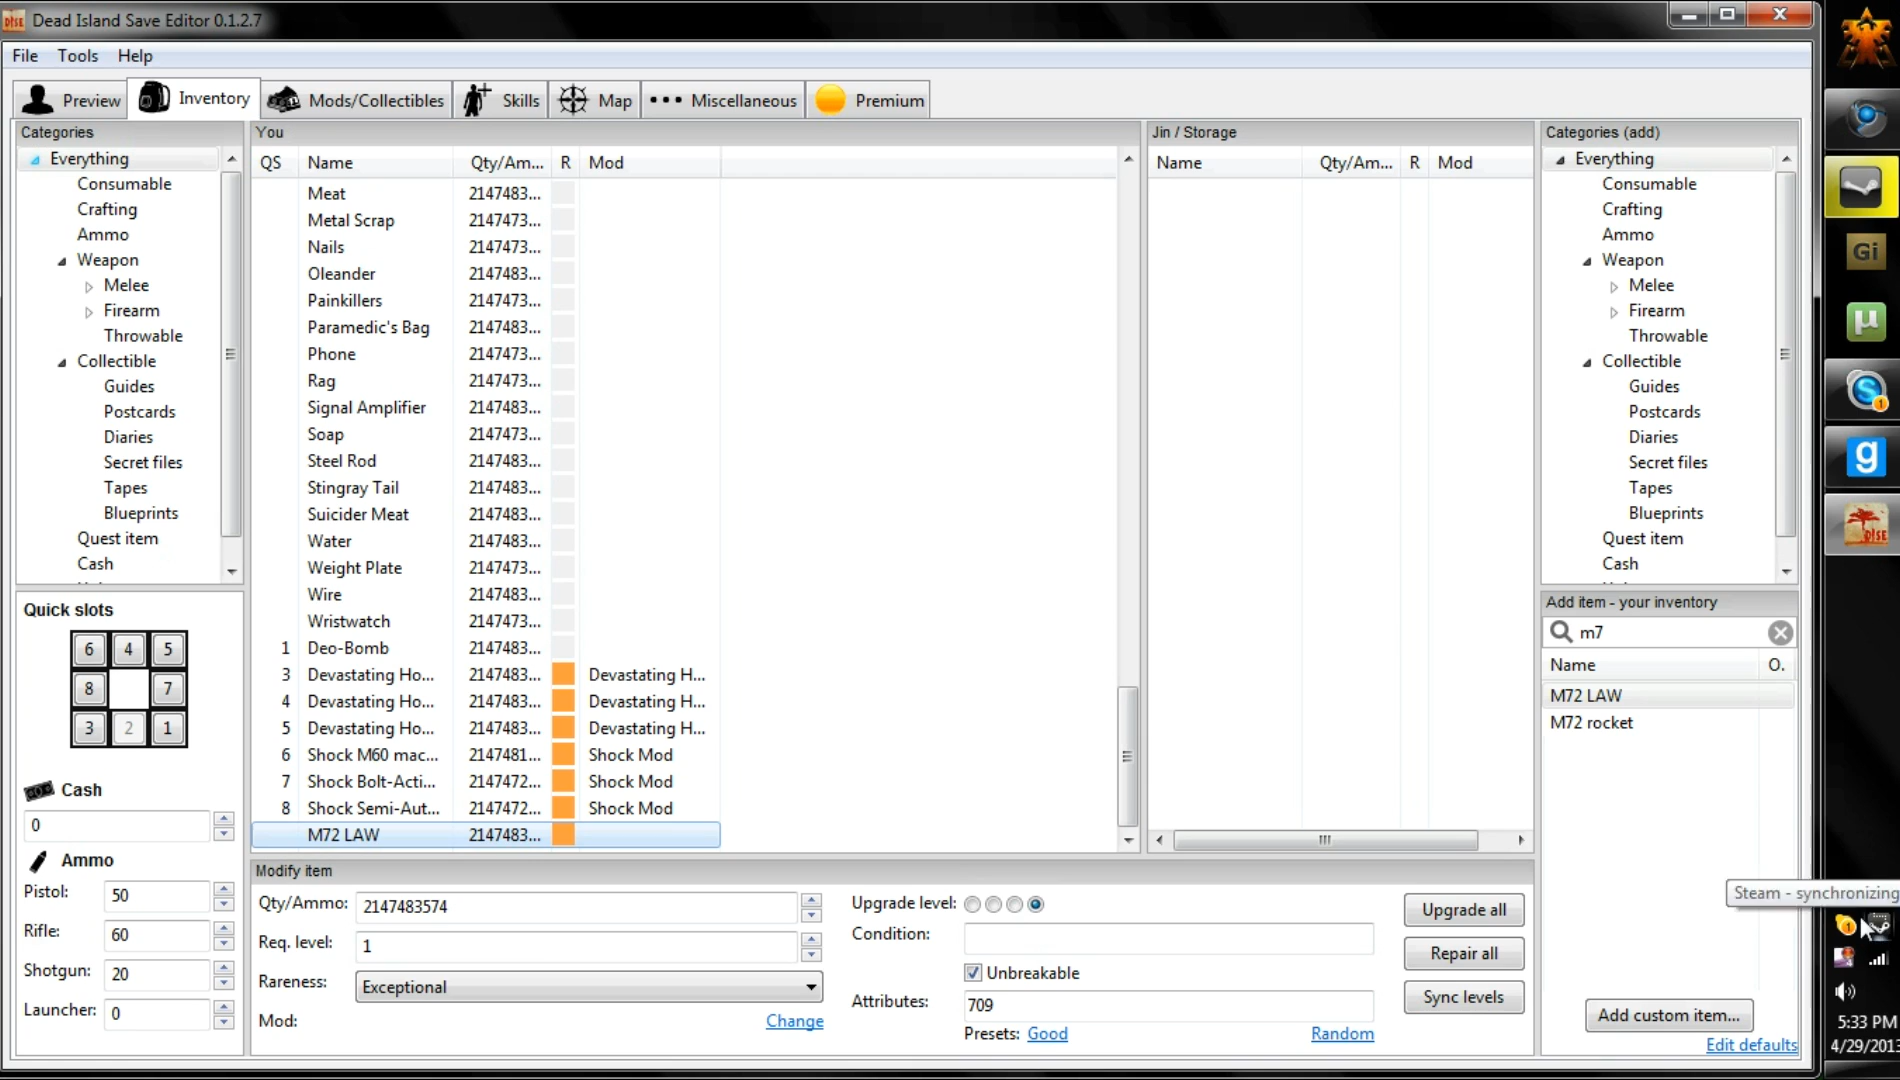 Dead Island Save Editor 0.1.2.7
File Tools Help
Preview Inventory Mods/Collectibles Skills Map Miscellaneous Premium
Categories
Everything
Consumable
Crafting
Ammo
Weapon
Melee
Firearm
Throwable
Collectible
Guides
Postcards
Diaries
Secret files
Tapes
Blueprints
Quest item
Cash
Quick slots
6 4 5
8 7
3 2 1
Cash
0
Ammo
Pistol: 50
Rifle: 60
Shotgun: 20
Launcher: 0
You
QS Name Qty/Am... R Mod
Meat 2147483...
Metal Scrap 2147473...
Nails 2147473...
Oleander 2147483...
Painkillers 2147473...
Paramedic's Bag 2147483...
Phone 2147473...
Rag 2147473...
Signal Amplifier 2147483...
Soap 2147473...
Steel Rod 2147483...
Stingray Tail 2147483...
Suicider Meat 2147483...
Water 2147483...
Weight Plate 2147483...
Wire 2147483...
Wristwatch 2147483...
1 Deo-Bomb 2147483...
3 Devastating Ho... 2147483... Devastating H...
4 Devastating Ho... 2147483... Devastating H...
5 Devastating Ho... 2147483... Devastating H...
6 Shock M60 mac... 2147481... Shock Mod
7 Shock Bolt-Acti... 2147472... Shock Mod
8 Shock Semi-Aut... 2147472... Shock Mod
M72 LAW 2147483...
Modify item
Qty/Ammo: 2147483574
Req. level: 1
Rareness: Exceptional
Mod: Change
Upgrade level:
Condition:
Unbreakable
Attributes: 709
Presets: Good Random
Upgrade all
Repair all
Sync levels
Jin / Storage
Name Qty/Am... R Mod
Categories (add)
Everything
Consumable
Crafting
Ammo
Weapon
Melee
Firearm
Throwable
Collectible
Guides
Postcards
Diaries
Secret files
Tapes
Blueprints
Quest item
Cash
Add item - your inventory
m7
Name O.
M72 LAW
M72 rocket
Add custom item...
Edit defaults
Gi
µ
S 1
g
DISE
Steam - synchronizing
1
5:33 PM
4/29/2013